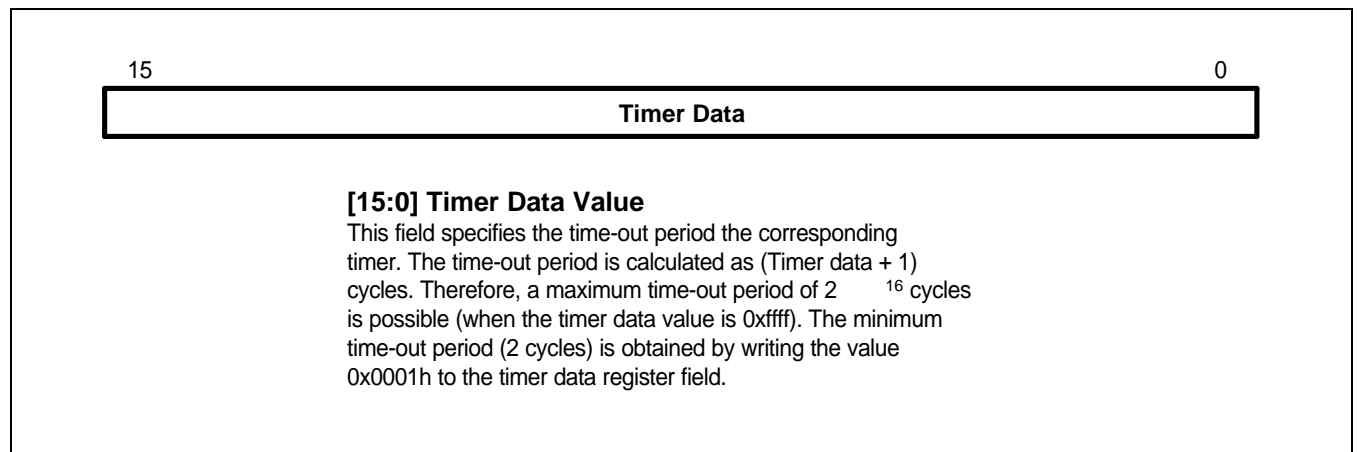 15 0
Timer Data
[15:0] Timer Data Value
This field specifies the time-out period the corresponding
timer. The time-out period is calculated as (Timer data + 1)
cycles. Therefore, a maximum time-out period of 2 16 cycles
is possible (when the timer data value is 0xffff). The minimum
time-out period (2 cycles) is obtained by writing the value
0x0001h to the timer data register field.